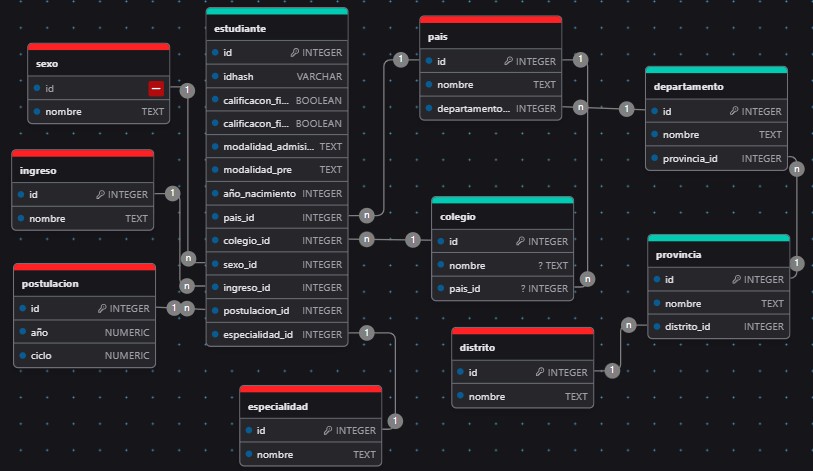 sexo
id
nombre TEXT
ingreso
id INTEGER
nombre TEXT
postulacion
id INTEGER
año NUMERIC
ciclo NUMERIC
estudiante
id INTEGER
idhash VARCHAR
calificacon_fi... BOOLEAN
calificacon_fi... BOOLEAN
modalidad_admisi... TEXT
modalidad_pre TEXT
año_nacimiento INTEGER
pais_id INTEGER
colegio_id INTEGER
sexo_id INTEGER
ingreso_id INTEGER
postulacion_id INTEGER
especialidad_id INTEGER
especialidad
id INTEGER
nombre TEXT
pais
id INTEGER
nombre TEXT
departamento... INTEGER
colegio
id INTEGER
nombre ? TEXT
pais_id ? INTEGER
distrito
id INTEGER
nombre TEXT
departamento
id INTEGER
nombre TEXT
provincia_id INTEGER
provincia
id INTEGER
nombre TEXT
distrito_id INTEGER
1
n
1
n
1
n
n
1
n
1
1
1
1
n
n
1
n
1
n
1